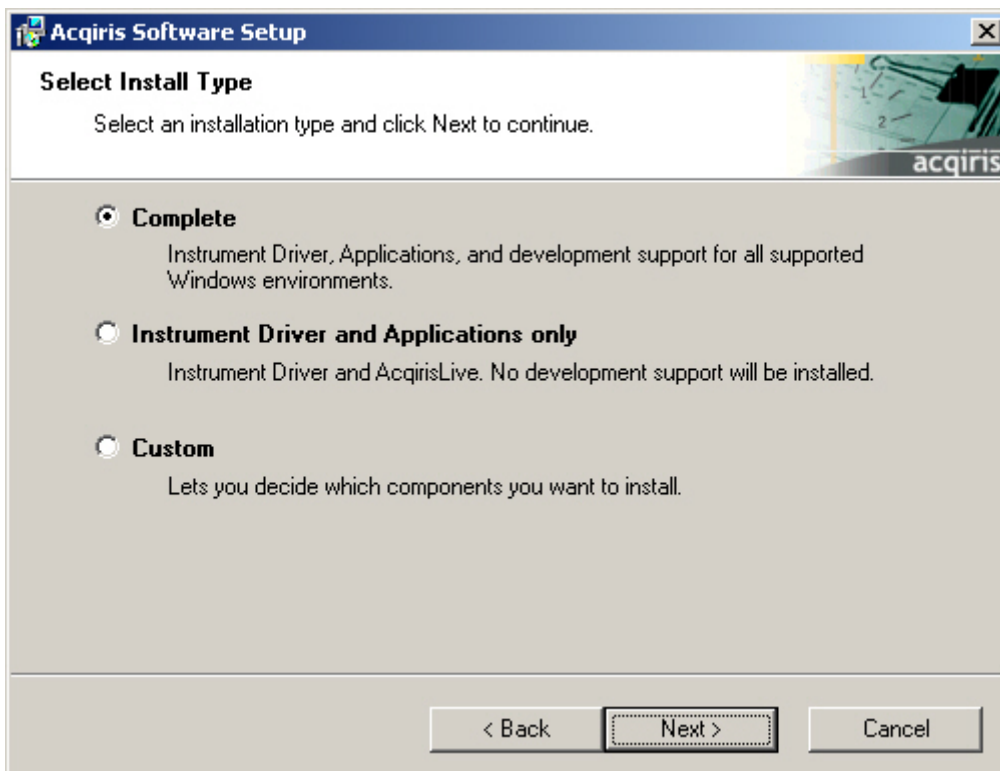 Acqiris Software Setup
Select Install Type
Select an installation type and click Next to continue.
acqiris
Complete
Instrument Driver, Applications, and development support for all supported
Windows environments.
Instrument Driver and Applications only
Instrument Driver and AcqirisLive. No development support will be installed.
Custom
Lets you decide which components you want to install.
< Back
Next >
Cancel